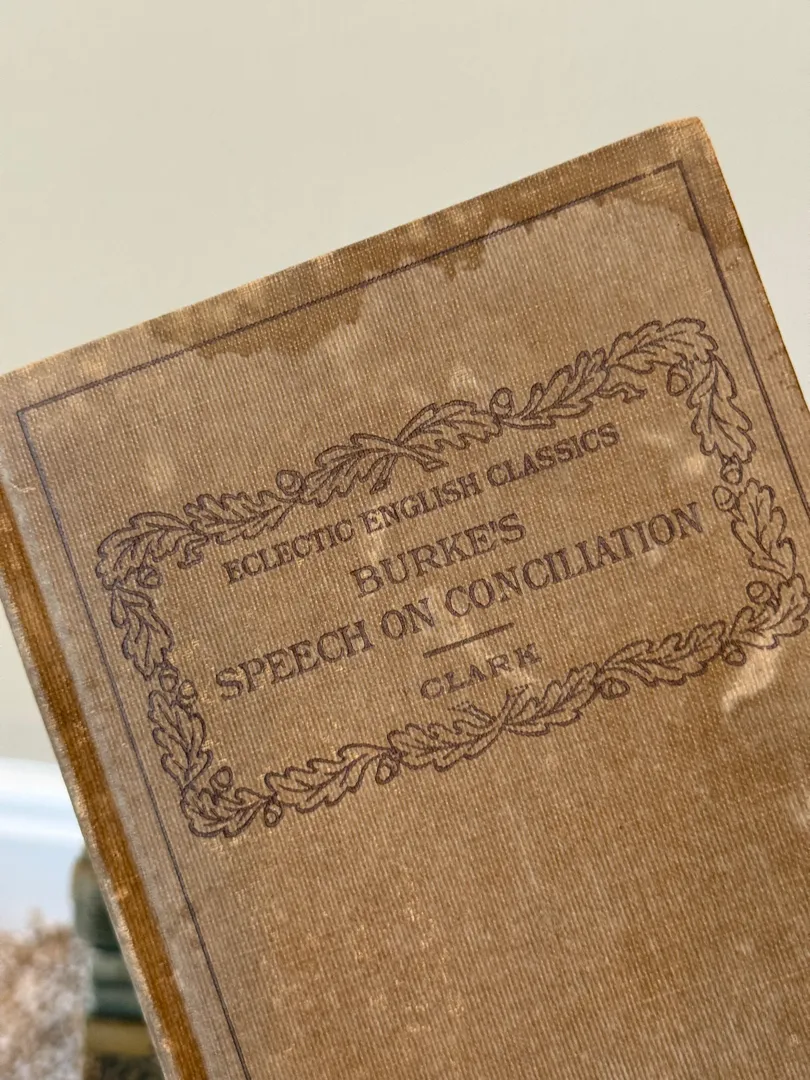 ECLECTIC ENGLISH CLASSICS
BURKE'S
SPEECH ON CONCILIATION
CLARK